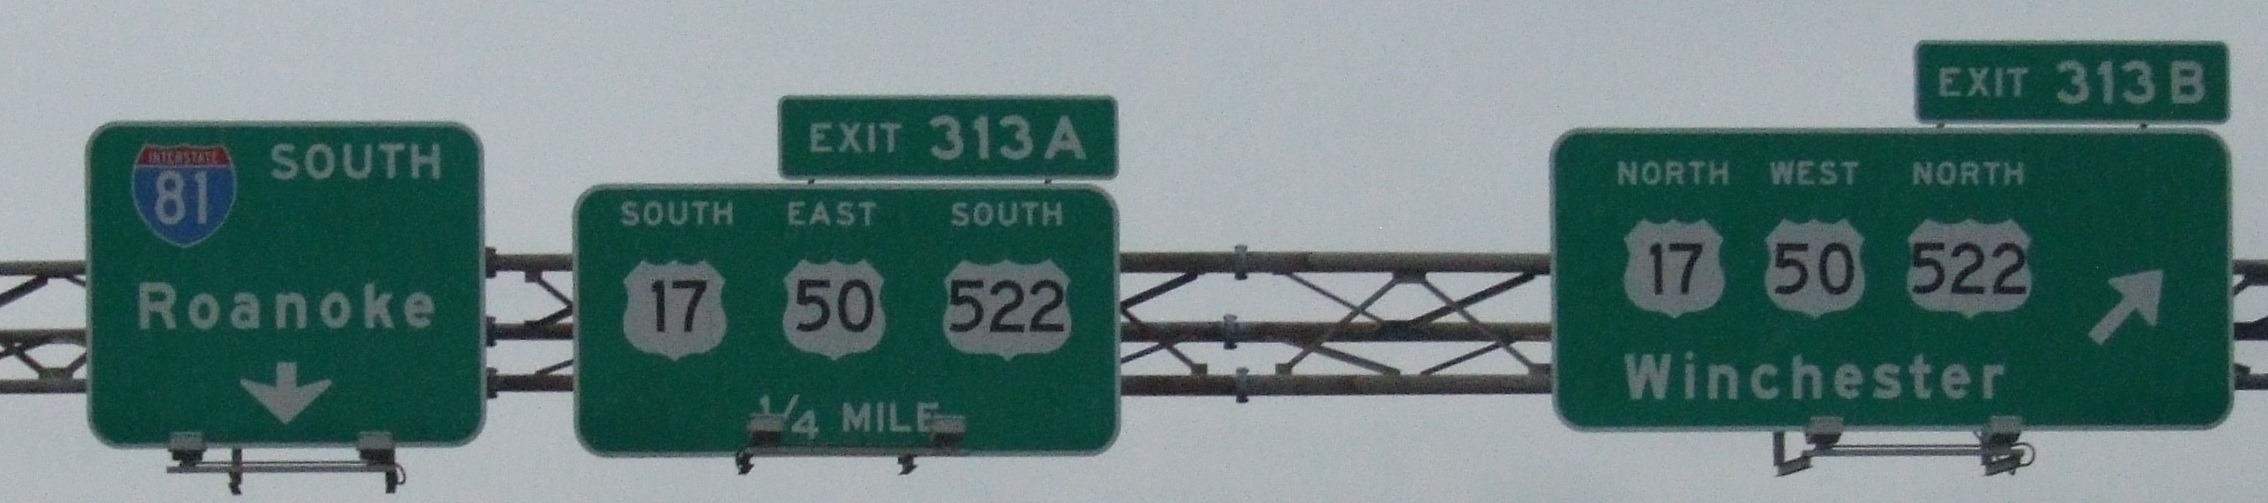 INTERSTATE
81
SOUTH
Roanoke
EXIT 313A
SOUTH EAST SOUTH
17 50 522
1/4 MILE
EXIT 313B
NORTH WEST NORTH
17 50 522
Winchester